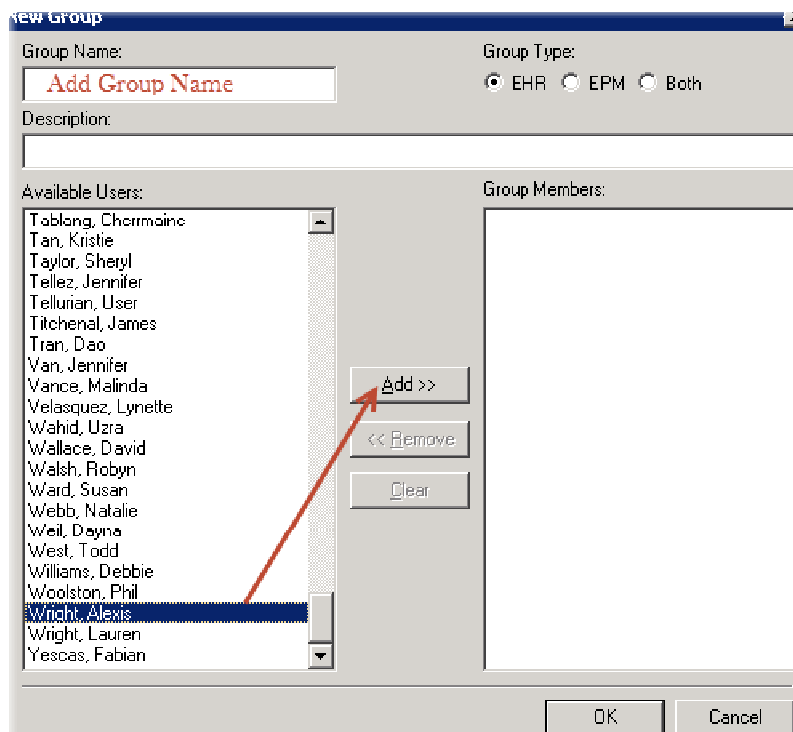 New Group
Group Name:
Group Type:
Add Group Name
EHR
EPM
Both
Description:
Available Users:
Group Members:
Tablang, Chermaine
Tan, Kristie
Taylor, Sheryl
Tellez, Jennifer
Tellurian, User
Titchenal, James
Tran, Dao
Van, Jennifer
Vance, Malinda
Velasquez, Lynette
Wahid, Uzra
Wallace, David
Walsh, Robyn
Ward, Susan
Webb, Natalie
Weil, Dayna
West, Todd
Williams, Debbie
Woolston, Phil
Wright, Alexis
Wright, Lauren
Yescas, Fabian
Add >>
<< Remove
Clear
OK
Cancel